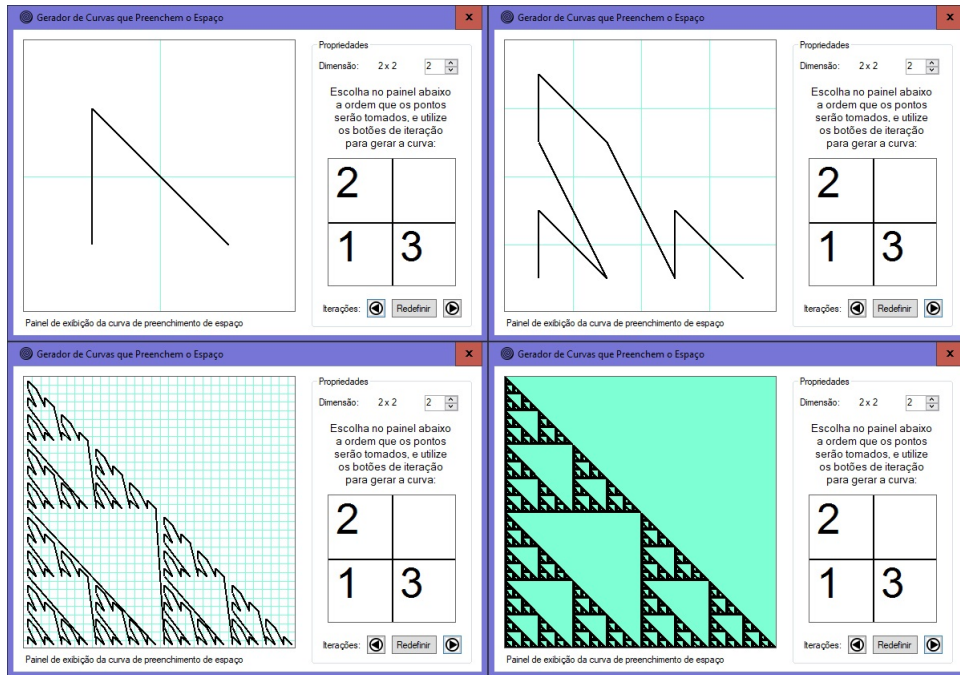 Gerador de Curvas que Preenchem o Espaço
x
Propriedades
Dimensão: 2 x 2 2
Escolha no painel abaixo
a ordem que os pontos
serão tomados, e utilize
os botões de iteração
para gerar a curva:
2
1 3
Iterações: Redefinir
Painel de exibição da curva de preenchimento de espaço
Gerador de Curvas que Preenchem o Espaço
x
Propriedades
Dimensão: 2 x 2 2
Escolha no painel abaixo
a ordem que os pontos
serão tomados, e utilize
os botões de iteração
para gerar a curva:
2
1 3
Iterações: Redefinir
Painel de exibição da curva de preenchimento de espaço
Gerador de Curvas que Preenchem o Espaço
x
Propriedades
Dimensão: 2 x 2 2
Escolha no painel abaixo
a ordem que os pontos
serão tomados, e utilize
os botões de iteração
para gerar a curva:
2
1 3
Iterações: Redefinir
Painel de exibição da curva de preenchimento de espaço
Gerador de Curvas que Preenchem o Espaço
x
Propriedades
Dimensão: 2 x 2 2
Escolha no painel abaixo
a ordem que os pontos
serão tomados, e utilize
os botões de iteração
para gerar a curva:
2
1 3
Iterações: Redefinir
Painel de exibição da curva de preenchimento de espaço